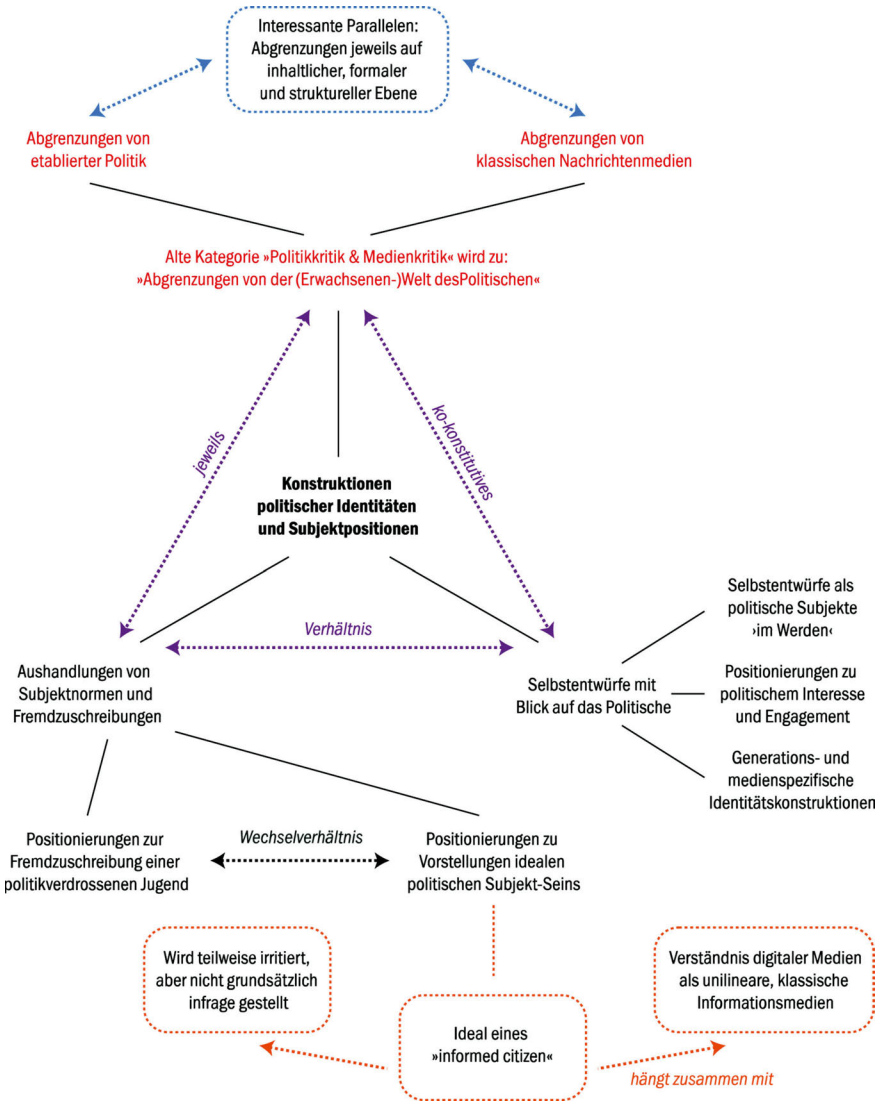 Interessante Parallelen:
Abgrenzungen jeweils auf
inhaltlicher, formaler
und struktureller Ebene
Abgrenzungen von
etablierter Politik
Abgrenzungen von
klassischen Nachrichtenmedien
Alte Kategorie »Politikkritik & Medienkritik« wird zu:
»Abgrenzungen von der (Erwachsenen-)Welt desPolitischen«
jeweils
ko-konstitutives
Konstruktionen
politischer Identitäten
und Subjektpositionen
Verhältnis
Selbstentwürfe als
politische Subjekte
›im Werden‹
Aushandlungen von
Subjektnormen und
Fremdzuschreibungen
Selbstentwürfe mit
Blick auf das Politische
Positionierungen zu
politischem Interesse
und Engagement
Generations- und
medienspezifische
Identitätskonstruktionen
Positionierungen zur
Fremdzuschreibung einer
politikverdrossenen Jugend
Wechselverhältnis
Positionierungen zu
Vorstellungen idealen
politischen Subjekt-Seins
Wird teilweise irritiert,
aber nicht grundsätzlich
infrage gestellt
Ideal eines
»informed citizen«
Verständnis digitaler Medien
als unilineare, klassische
Informationsmedien
hängt zusammen mit